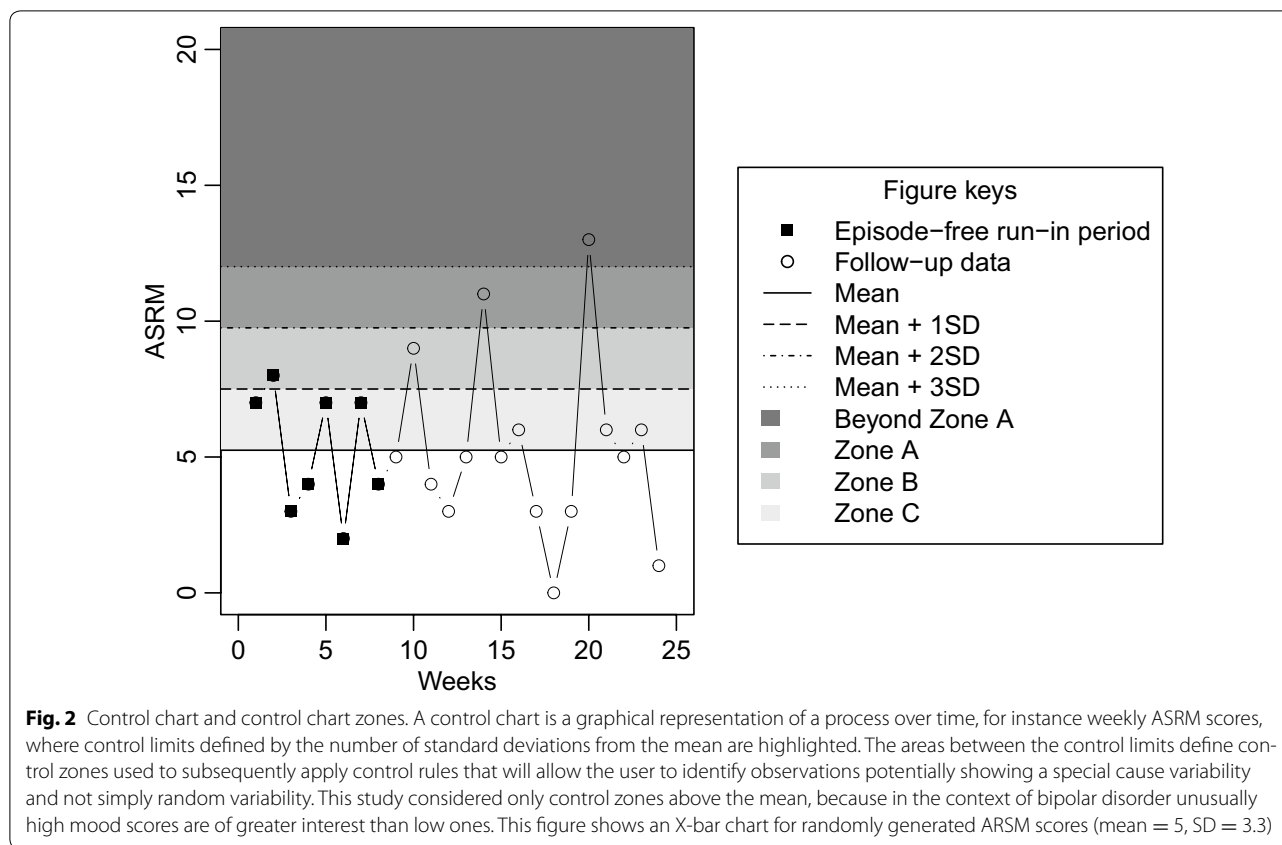 20
15
10
5
0
ASRM
0 5 10 15 20 25
Weeks
Figure keys
Episode−free run−in period
Follow−up data
Mean
Mean + 1SD
Mean + 2SD
Mean + 3SD
Beyond Zone A
Zone A
Zone B
Zone C
Fig. 2 Control chart and control chart zones. A control chart is a graphical representation of a process over time, for instance weekly ASRM scores,
where control limits defined by the number of standard deviations from the mean are highlighted. The areas between the control limits define con-
trol zones used to subsequently apply control rules that will allow the user to identify observations potentially showing a special cause variability
and not simply random variability. This study considered only control zones above the mean, because in the context of bipolar disorder unusually
high mood scores are of greater interest than low ones. This figure shows an X-bar chart for randomly generated ARSM scores (mean = 5, SD = 3.3)